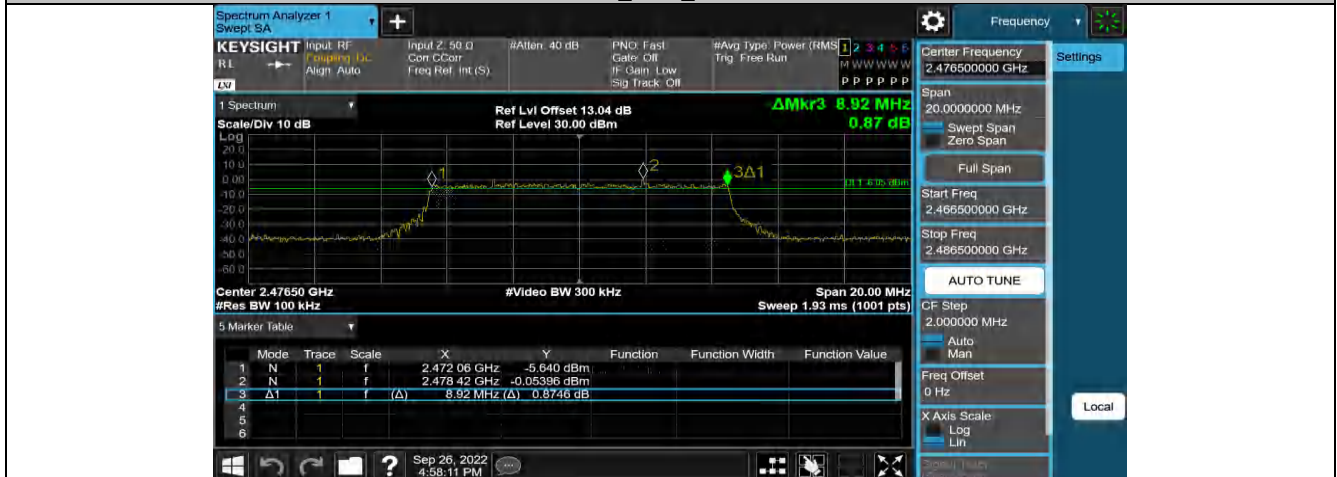 Spectrum Analyzer 1
Swept SA
Frequency
KEYSIGHT
RL
LXI
Input: RF
Coupling: DC
Align: Auto
Input Z: 50 Ω
Corr CCorr
Freq Ref: Int (S)
#Atten: 40 dB
PNO: Fast
Gate: Off
IF Gain: Low
Sig Track: Off
#Avg Type: Power (RMS
Trig: Free Run
1 2 3 4 5 6
M W W W W W
P P P P P P
Center Frequency
2.476500000 GHz
Settings
1 Spectrum
Scale/Div 10 dB
Ref Lvl Offset 13.04 dB
Ref Level 30.00 dBm
ΔMkr3 8.92 MHz
0.87 dB
Log
20.0
10.0
0.00
-10.0
-20.0
-30.0
-40.0
-50.0
-60.0
1
2
3Δ1
DL1 -6.05 dBm
Center 2.47650 GHz
#Res BW 100 kHz
#Video BW 300 kHz
Span 20.00 MHz
Sweep 1.93 ms (1001 pts)
Span
20.0000000 MHz
Swept Span
Zero Span
Full Span
Start Freq
2.466500000 GHz
Stop Freq
2.486500000 GHz
AUTO TUNE
CF Step
2.000000 MHz
Auto
Man
Freq Offset
0 Hz
X Axis Scale
Log
Lin
Local
5 Marker Table
Mode Trace Scale X Y Function Function Width Function Value
1 N 1 f 2.472 06 GHz -5.640 dBm
2 N 1 f 2.478 42 GHz -0.05396 dBm
3 Δ1 1 f (Δ) 8.92 MHz (Δ) 0.8746 dB
4
5
6
?
Sep 26, 2022
4:58:11 PM